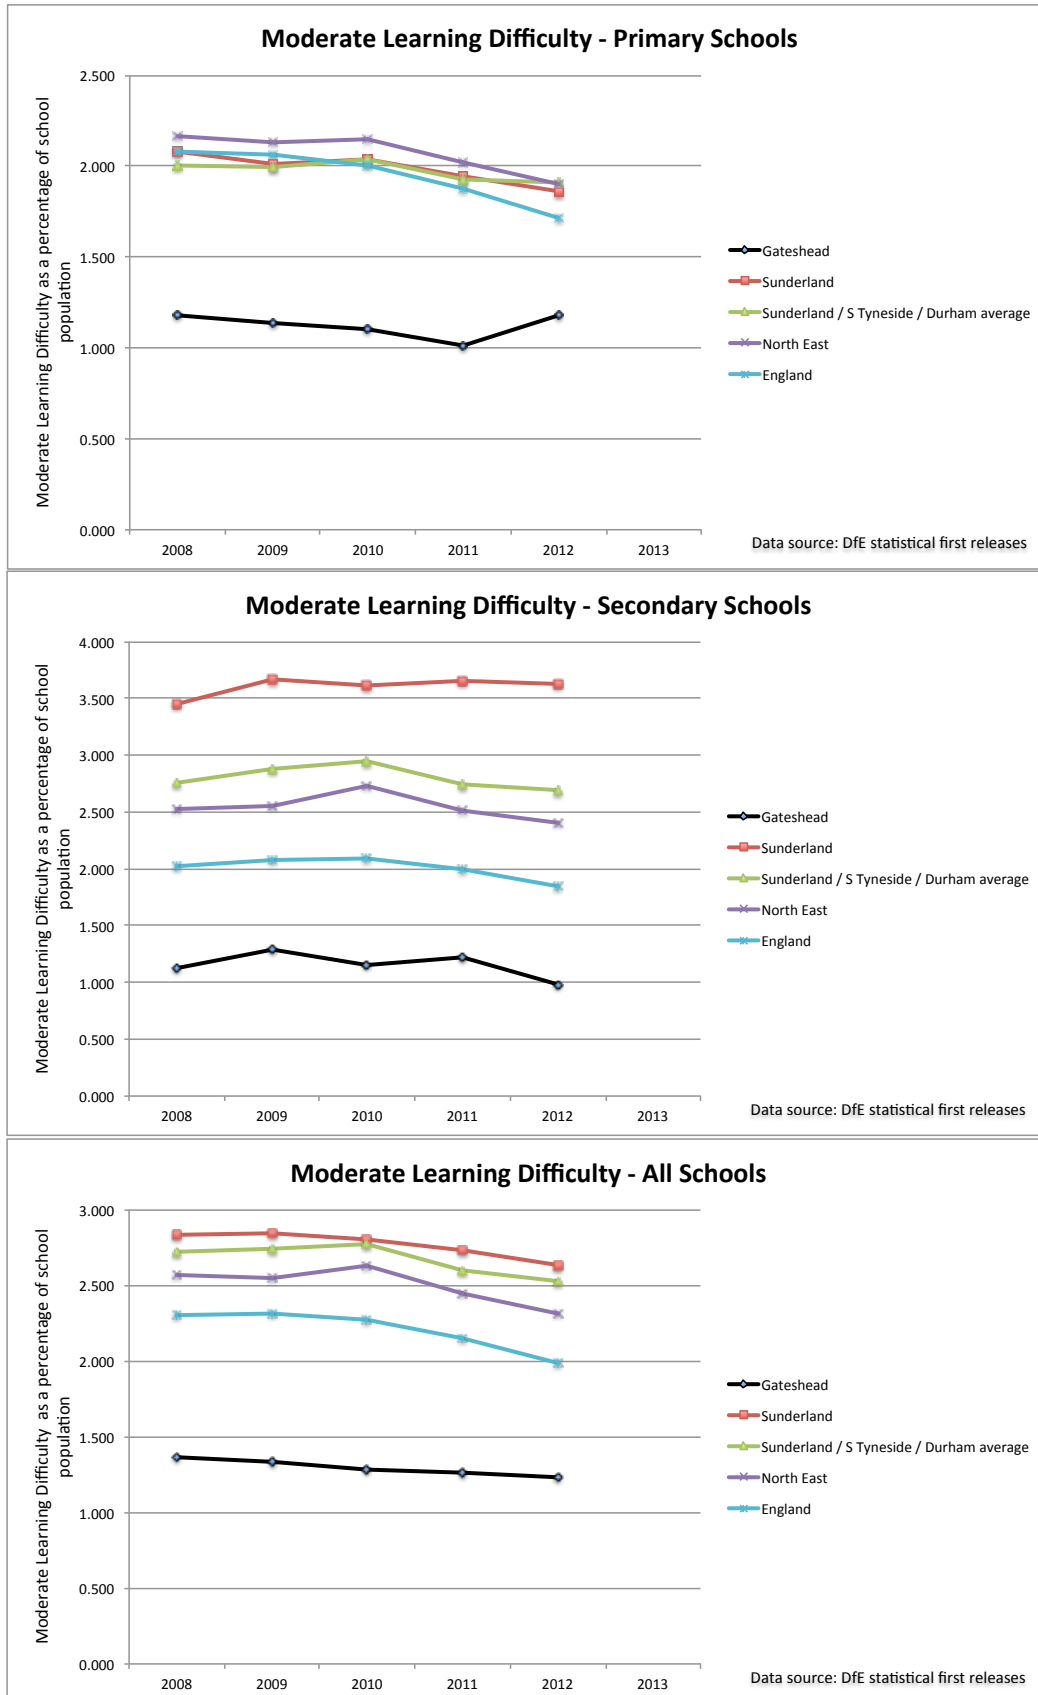 Moderate Learning Difficulty - Primary Schools
Moderate Learning Difficulty as a percentage of school
population
2.500
2.000
1.500
1.000
0.500
0.000
2008 2009 2010 2011 2012 2013
Gateshead
Sunderland
Sunderland / S Tyneside / Durham average
North East
England
Data source: DfE statistical first releases
Moderate Learning Difficulty - Secondary Schools
Moderate Learning Difficulty as a percentage of school
population
4.000
3.500
3.000
2.500
2.000
1.500
1.000
0.500
0.000
2008 2009 2010 2011 2012 2013
Gateshead
Sunderland
Sunderland / S Tyneside / Durham average
North East
England
Data source: DfE statistical first releases
Moderate Learning Difficulty - All Schools
Moderate Learning Difficulty as a percentage of school
population
3.000
2.500
2.000
1.500
1.000
0.500
0.000
2008 2009 2010 2011 2012 2013
Gateshead
Sunderland
Sunderland / S Tyneside / Durham average
North East
England
Data source: DfE statistical first releases